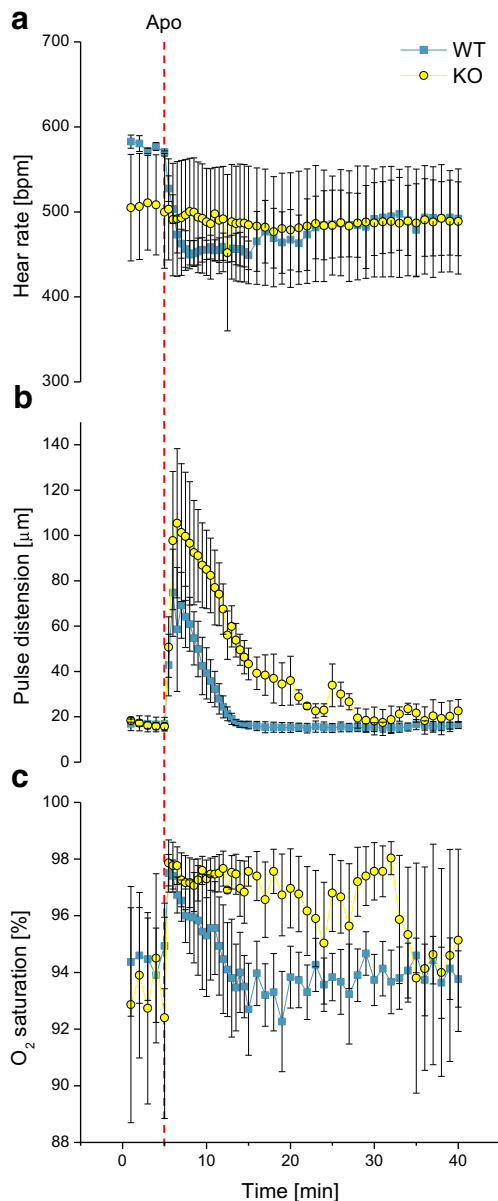 a
Apo
WT
KO
700
600
500
400
300
Hear rate [bpm]
b
140
120
100
80
60
40
20
0
Pulse distension [μm]
c
100
98
96
94
92
90
88
O2 saturation [%]
0 10 20 30 40
Time [min]